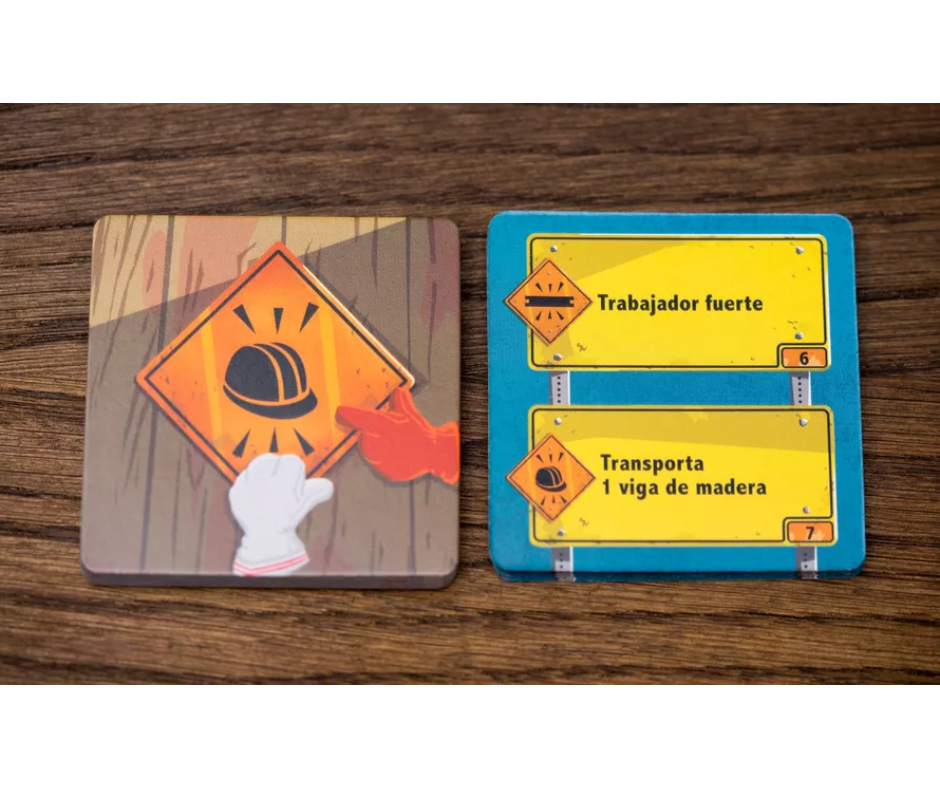 Trabajador fuerte
6
Transporta
1 viga de madera
7